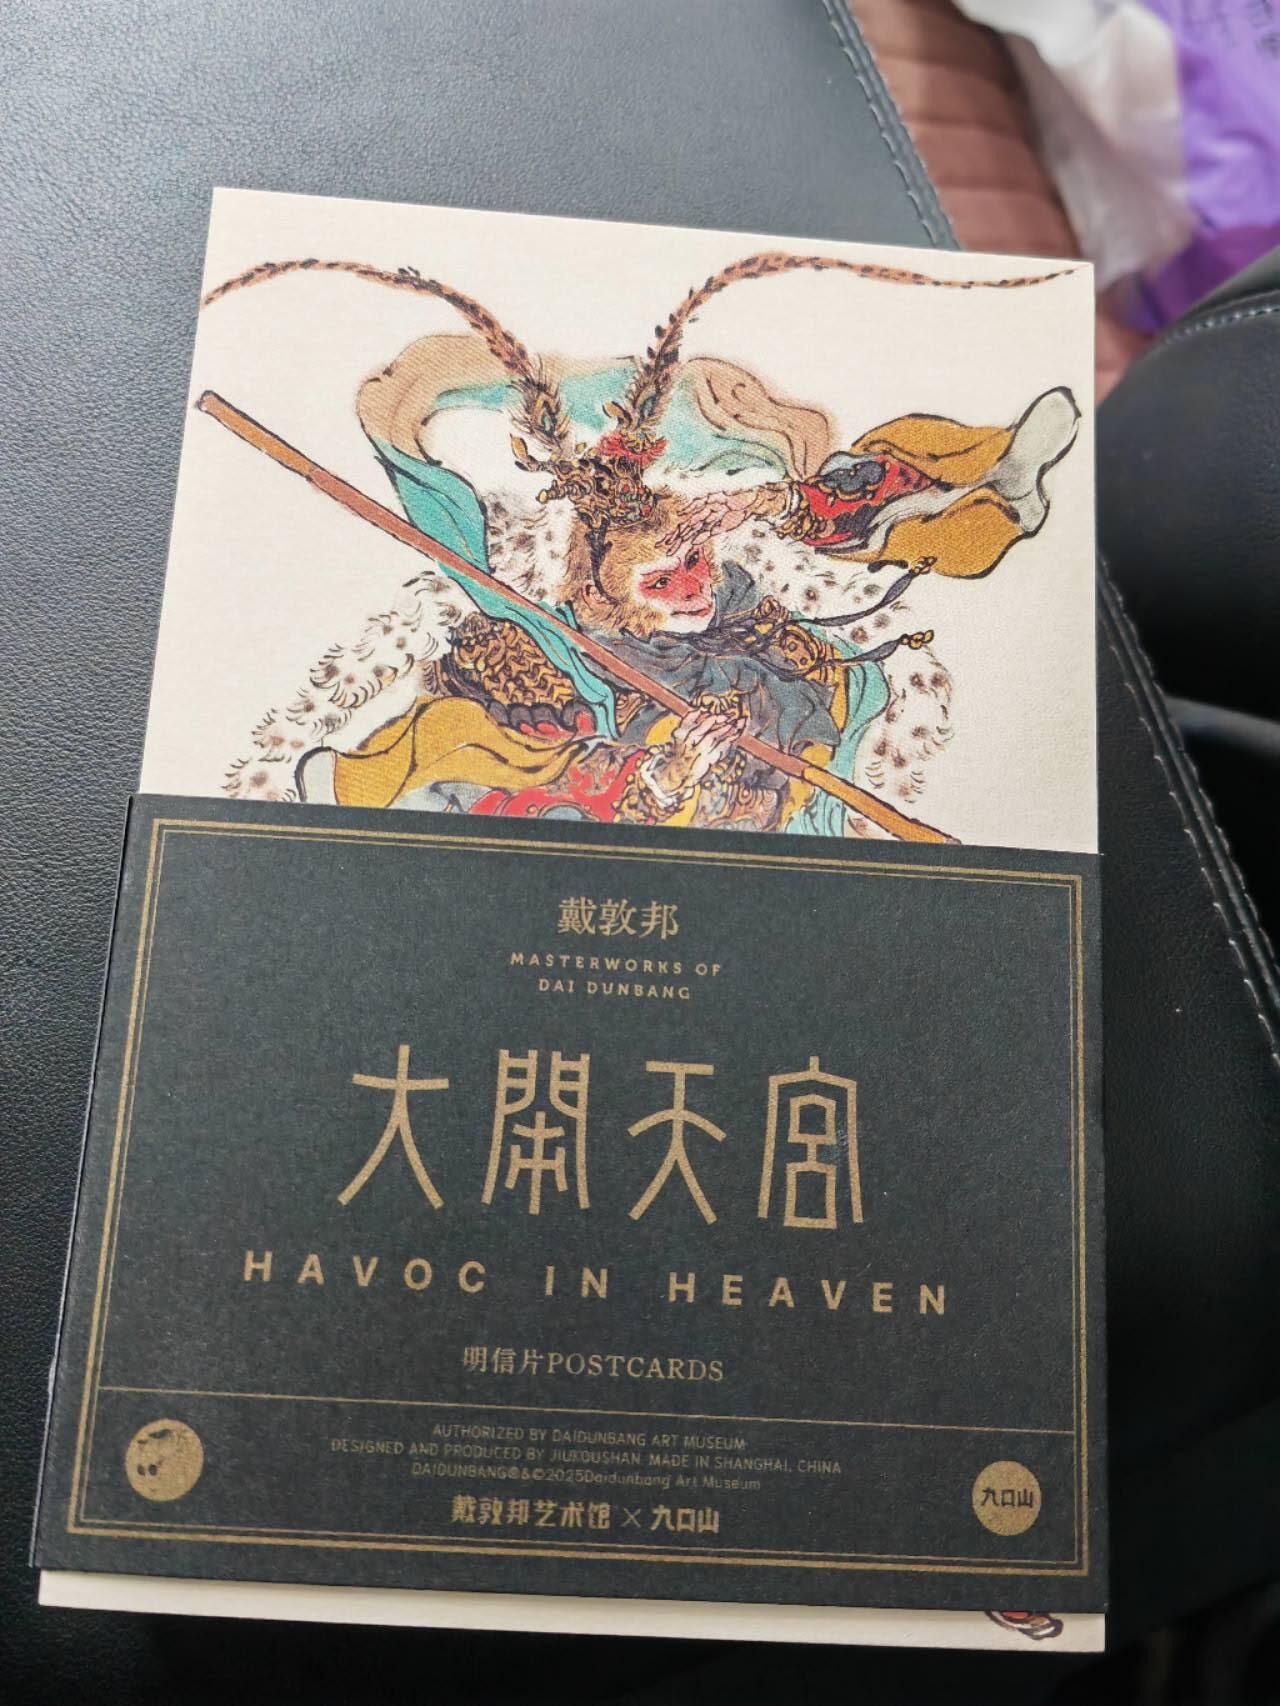 戴敦邦
MASTERWORKS OF
DAI DUNBANG
大闹天宫
HAVOC IN HEAVEN
明信片POSTCARDS
AUTHORIZED BY DAIDUNBANG ART MUSEUM
DESIGNED AND PRODUCED BY JIUKOUSHAN. MADE IN SHANGHAI, CHINA
DAIDUNBANG®&©2025Daidunbang Art Museum
戴敦邦艺术馆 × 九口山
九口山